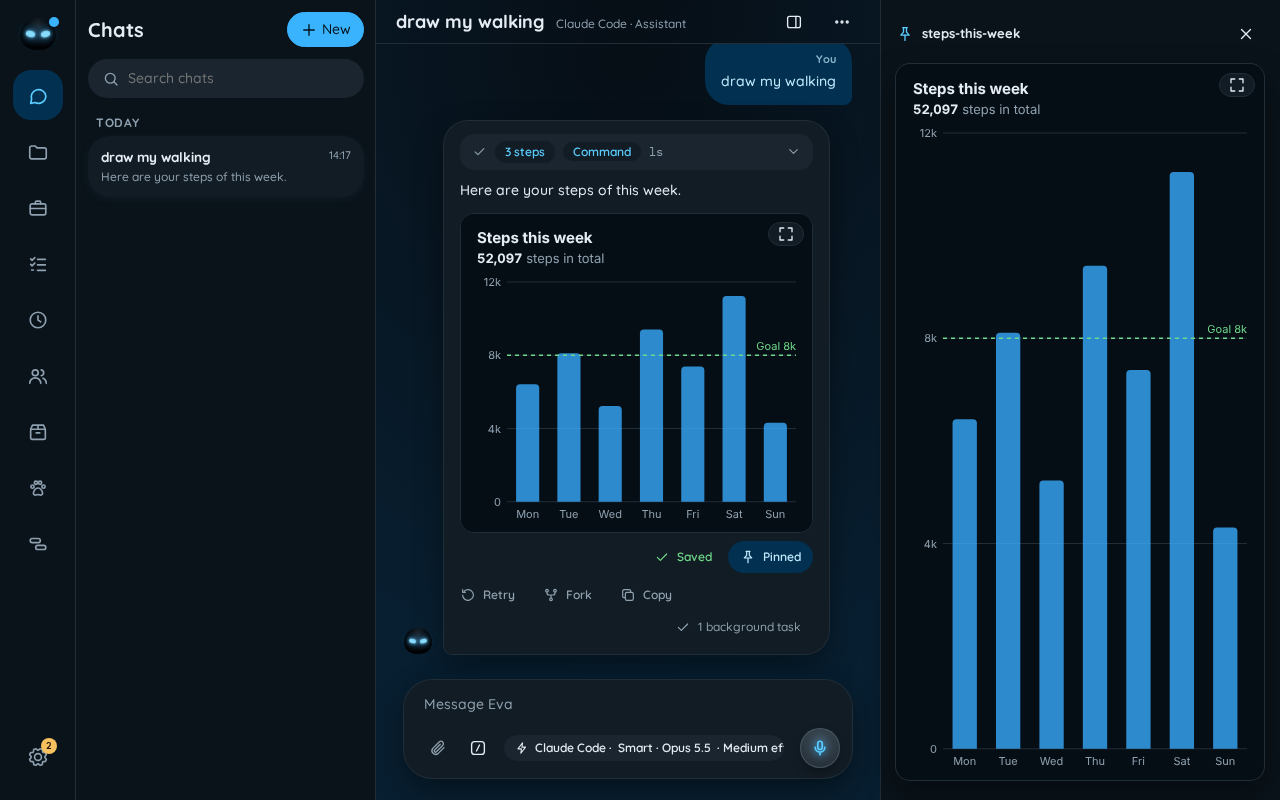 Chats
New
Search chats
TODAY
draw my walking 14:17
Here are your steps of this week.
2
draw my walking Claude Code · Assistant
You
draw my walking
3 steps Command 1s
Here are your steps of this week.
Steps this week
52,097 steps in total
12k
Goal 8k
8k
4k
0
Mon Tue Wed Thu Fri Sat Sun
Saved Pinned
Retry Fork Copy
1 background task
Message Eva
Claude Code · Smart · Opus 5.5 · Medium ef
steps-this-week
Steps this week
52,097 steps in total
12k
Goal 8k
8k
4k
0
Mon Tue Wed Thu Fri Sat Sun